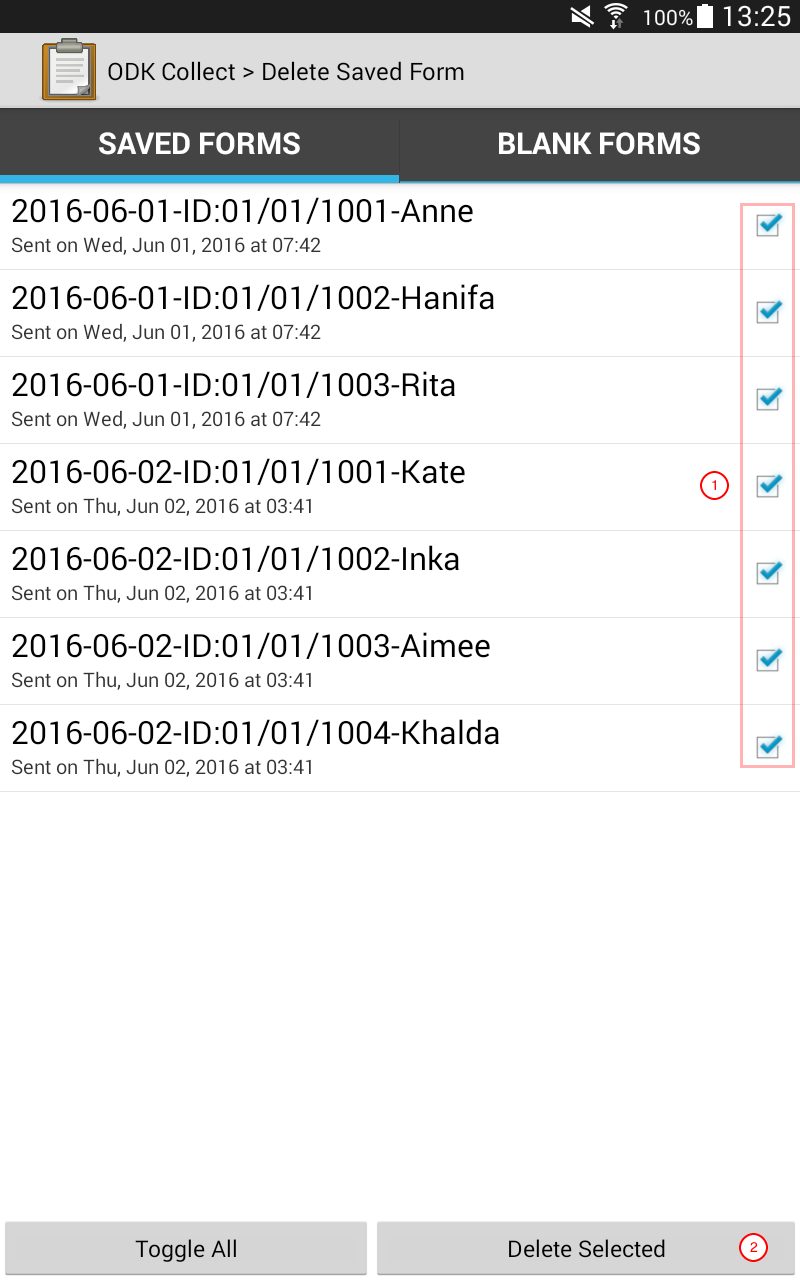 100% 13:25
ODK Collect > Delete Saved Form
SAVED FORMS BLANK FORMS
2016-06-01-ID:01/01/1001-Anne
Sent on Wed, Jun 01, 2016 at 07:42
2016-06-01-ID:01/01/1002-Hanifa
Sent on Wed, Jun 01, 2016 at 07:42
2016-06-01-ID:01/01/1003-Rita
Sent on Wed, Jun 01, 2016 at 07:42
2016-06-02-ID:01/01/1001-Kate
1
Sent on Thu, Jun 02, 2016 at 03:41
2016-06-02-ID:01/01/1002-Inka
Sent on Thu, Jun 02, 2016 at 03:41
2016-06-02-ID:01/01/1003-Aimee
Sent on Thu, Jun 02, 2016 at 03:41
2016-06-02-ID:01/01/1004-Khalda
Sent on Thu, Jun 02, 2016 at 03:41
Toggle All Delete Selected 2